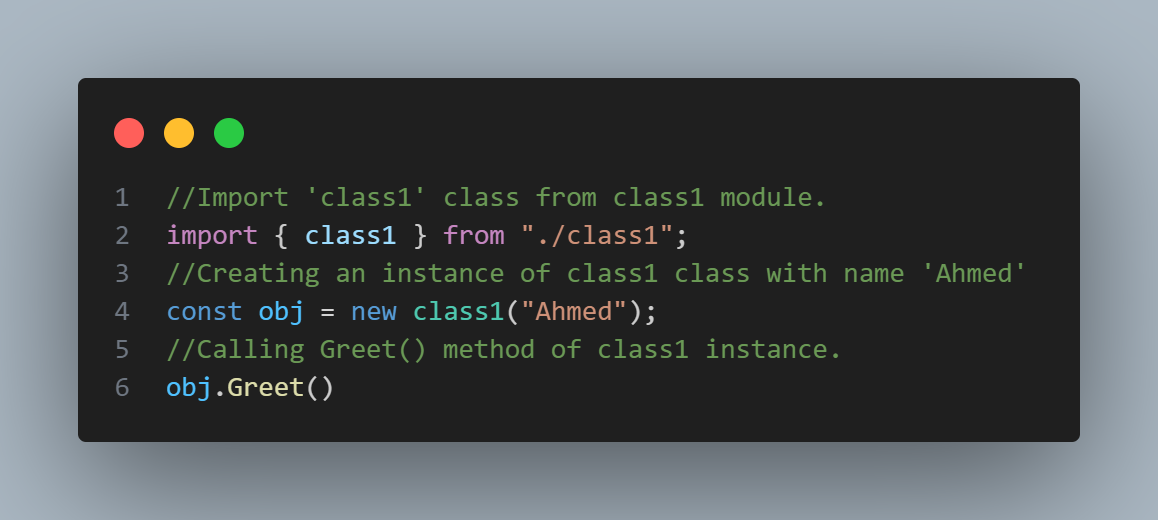 1 //Import 'class1' class from class1 module.
2 import { class1 } from "./class1";
3 //Creating an instance of class1 class with name 'Ahmed'
4 const obj = new class1("Ahmed");
5 //Calling Greet() method of class1 instance.
6 obj.Greet()